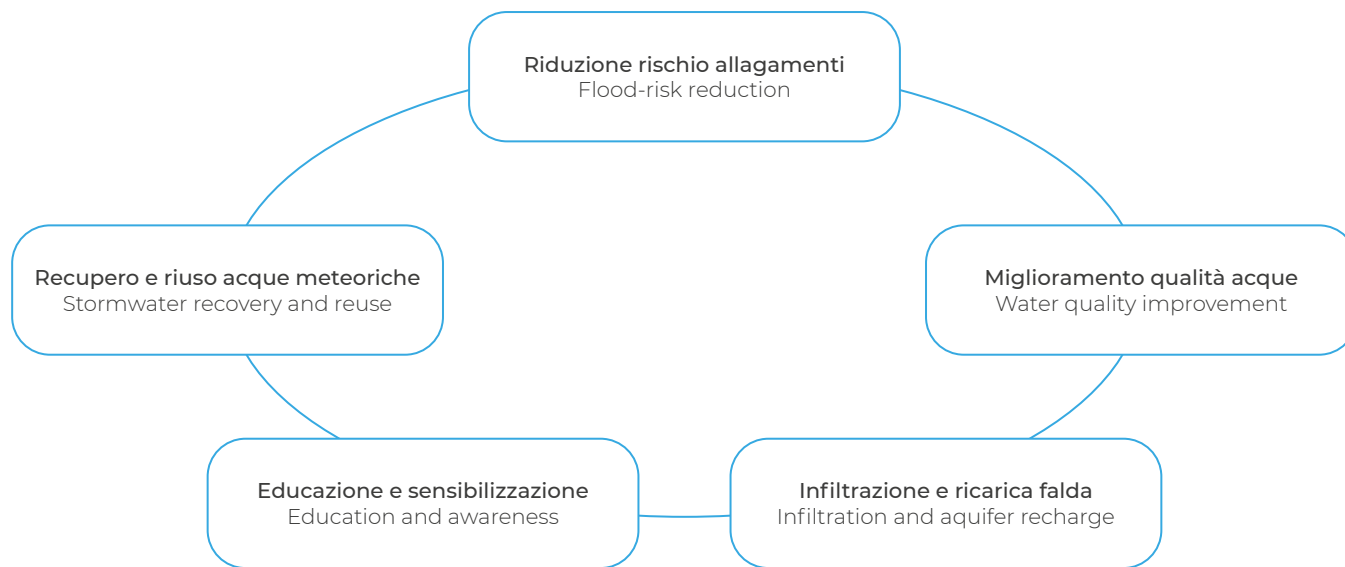 Riduzione rischio allagamenti
Flood-risk reduction
Recupero e riuso acque meteoriche
Stormwater recovery and reuse
Miglioramento qualità acque
Water quality improvement
Educazione e sensibilizzazione
Education and awareness
Infiltrazione e ricarica falda
Infiltration and aquifer recharge